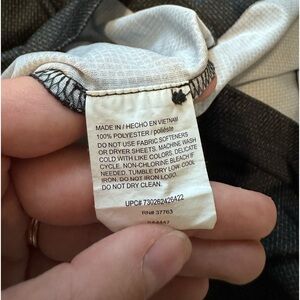 MADE IN / HECHO EN VIETNAM
100% POLYESTER / poliéste
DO NOT USE FABRIC SOFTENERS
OR DRYER SHEETS. MACHINE WASH
COLD WITH LIKE COLORS. DELICATE
CYCLE. NON-CHLORINE BLEACH IF
NEEDED. TUMBLE DRY LOW. COOL
IRON. DO NOT IRON LOGO.
DO NOT DRY CLEAN.
UPC# 730262426422
RN# 37763